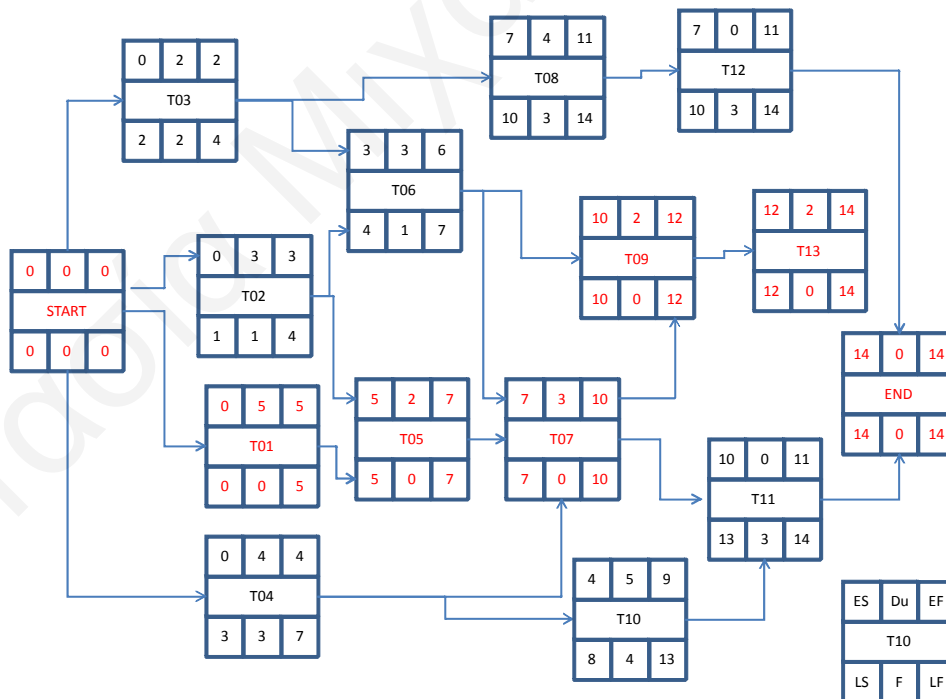 0 2 2
T03
2 2 4
7 4 11
T08
10 3 14
7 0 11
T12
10 3 14
3 3 6
T06
4 1 7
10 2 12
T09
10 0 12
12 2 14
T13
12 0 14
0 0 0
START
0 0 0
0 3 3
T02
1 1 4
14 0 14
END
14 0 14
0 5 5
T01
0 0 5
5 2 7
T05
5 0 7
7 3 10
T07
7 0 10
10 0 11
T11
13 3 14
0 4 4
T04
3 3 7
4 5 9
T10
8 4 13
ES Du EF
T10
LS F LF